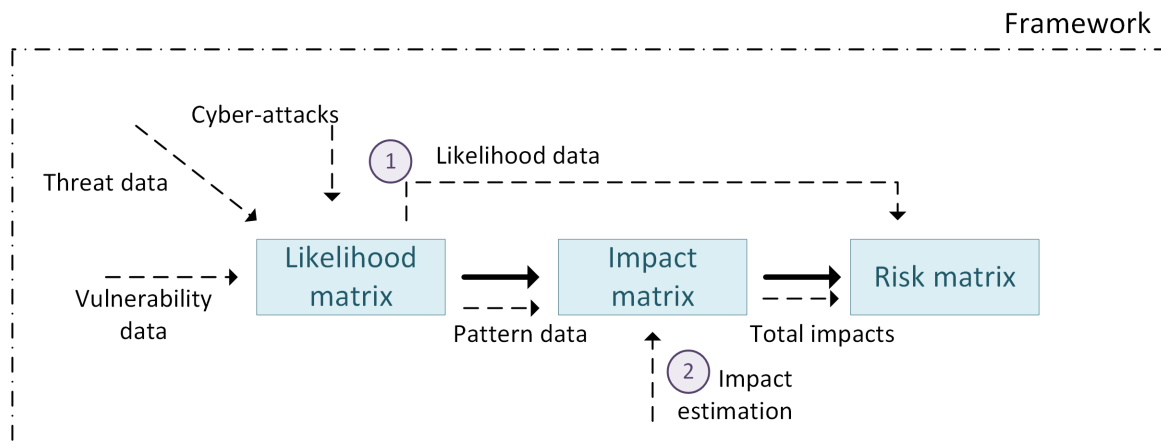 Framework
Cyber-attacks
1
Likelihood data
Threat data
Likelihood
matrix
Impact
matrix
Risk matrix
Vulnerability
data
Pattern data
Total impacts
2
Impact
estimation